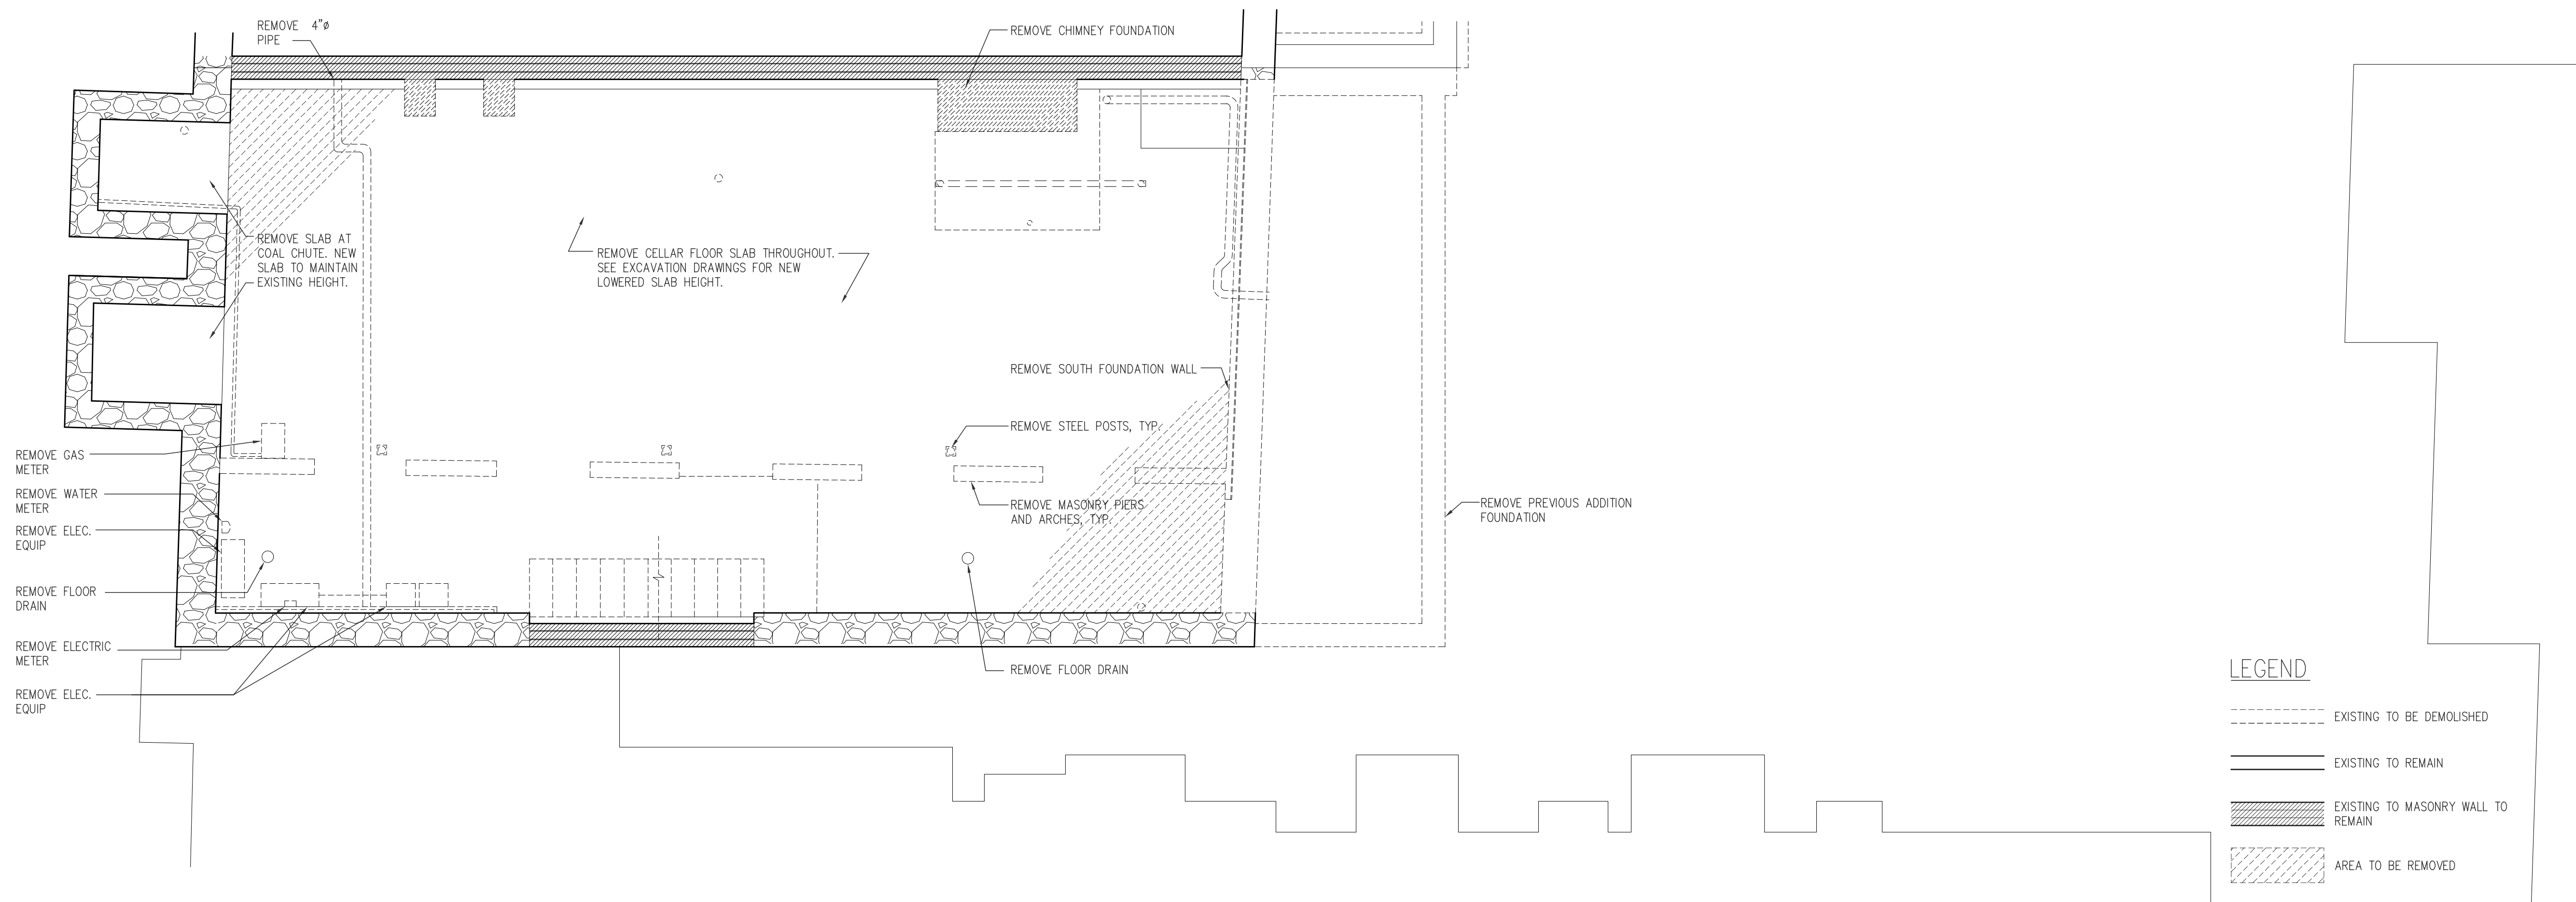 REMOVE 4"ø
PIPE
REMOVE CHIMNEY FOUNDATION
REMOVE SLAB AT
COAL CHUTE. NEW
SLAB TO MAINTAIN
EXISTING HEIGHT.
REMOVE CELLAR FLOOR SLAB THROUGHOUT.
SEE EXCAVATION DRAWINGS FOR NEW
LOWERED SLAB HEIGHT.
REMOVE SOUTH FOUNDATION WALL
REMOVE STEEL POSTS, TYP.
REMOVE MASONRY PIERS
AND ARCHES, TYP.
REMOVE PREVIOUS ADDITION
FOUNDATION
REMOVE GAS
METER
REMOVE WATER
METER
REMOVE ELEC.
EQUIP
REMOVE FLOOR
DRAIN
REMOVE ELECTRIC
METER
REMOVE ELEC.
EQUIP
REMOVE FLOOR DRAIN
LEGEND
EXISTING TO BE DEMOLISHED
EXISTING TO REMAIN
EXISTING TO MASONRY WALL TO
REMAIN
AREA TO BE REMOVED